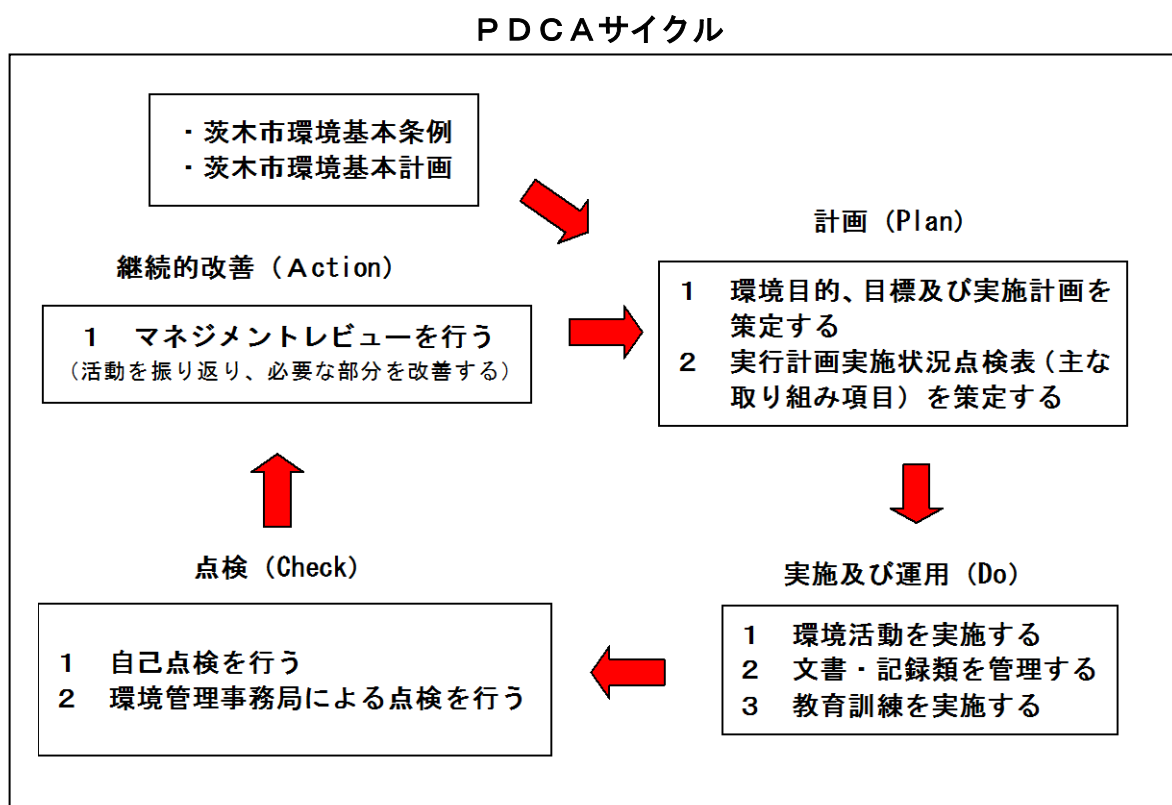 ＰＤＣＡサイクル
・茨木市環境基本条例
・茨木市環境基本計画
計画（Plan）
１　環境目的、目標及び実施計画を
策定する
２　実行計画実施状況点検表（主な
取り組み項目）を策定する
継続的改善（Ａction）
１　マネジメントレビューを行う
（活動を振り返り、必要な部分を改善する）
実施及び運用（Do）
１　環境活動を実施する
２　文書・記録類を管理する
３　教育訓練を実施する
点検（Check）
１　自己点検を行う
２　環境管理事務局による点検を行う